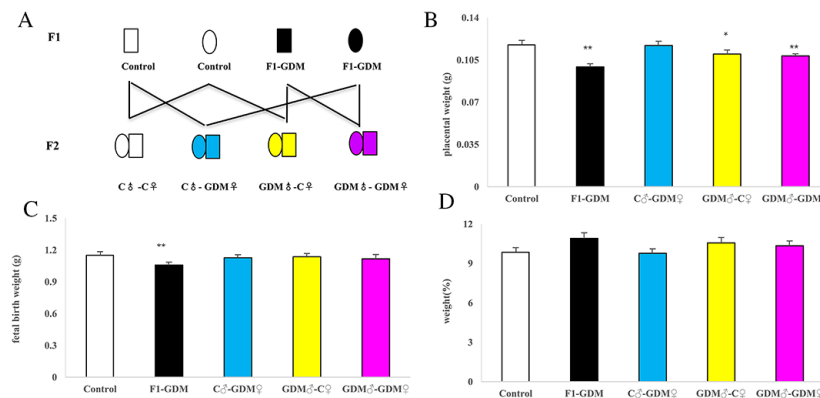 A
F1
Control Control F1-GDM F1-GDM
F2
C♂-C♀ C♂-GDM♀ GDM♂-C♀ GDM♂-GDM♀
B
placental weight (g)
0.14
0.105
0.07
0.035
0
** * **
Control F1-GDM C♂-GDM♀ GDM♂-C♀ GDM♂-GDM♀
C
fetal birth weight (g)
1.5
1.2
0.9
0.6
0.3
0
**
Control F1-GDM C♂-GDM♀ GDM♂-C♀ GDM♂-GDM♀
D
weight(%)
12
9
6
3
0
Control F1-GDM C♂-GDM♀ GDM♂-C♀ GDM♂-GDM♀